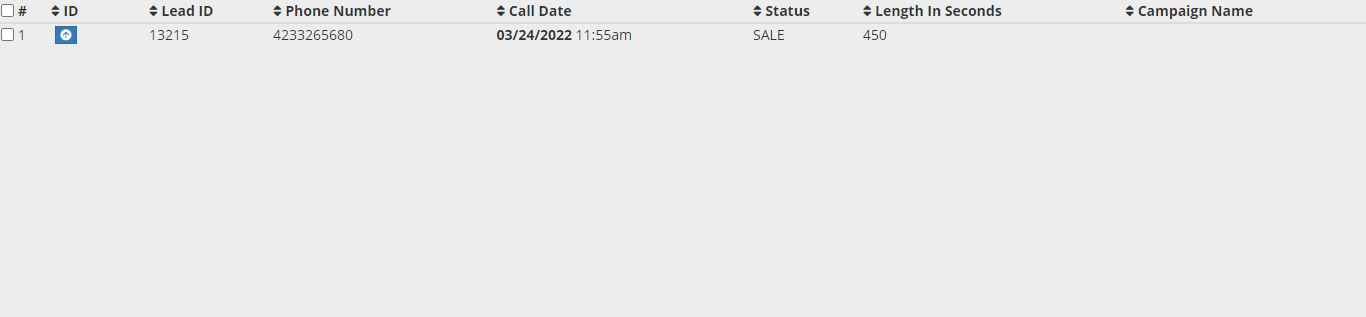 # ID Lead ID Phone Number Call Date Status Length In Seconds Campaign Name
1 13215 4233265680 03/24/2022 11:55am SALE 450